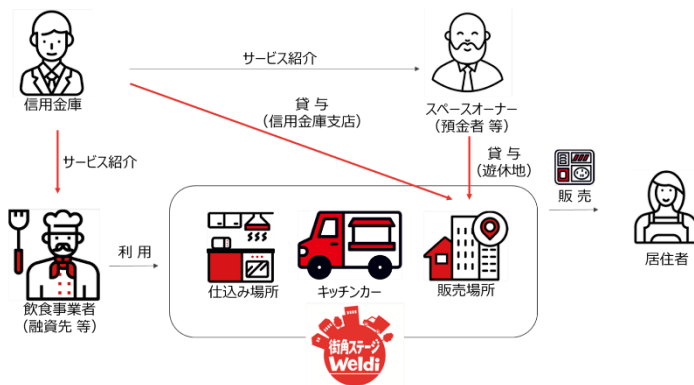 信用金庫
サービス紹介
スペースオーナー
（預金者 等）
貸 与
（信用金庫支店）
サービス紹介
貸 与
（遊休地）
販 売
居住者
飲食事業者
（融資先 等）
利 用
仕込み場所
キッチンカー
販売場所
街角ステージ
Weldi